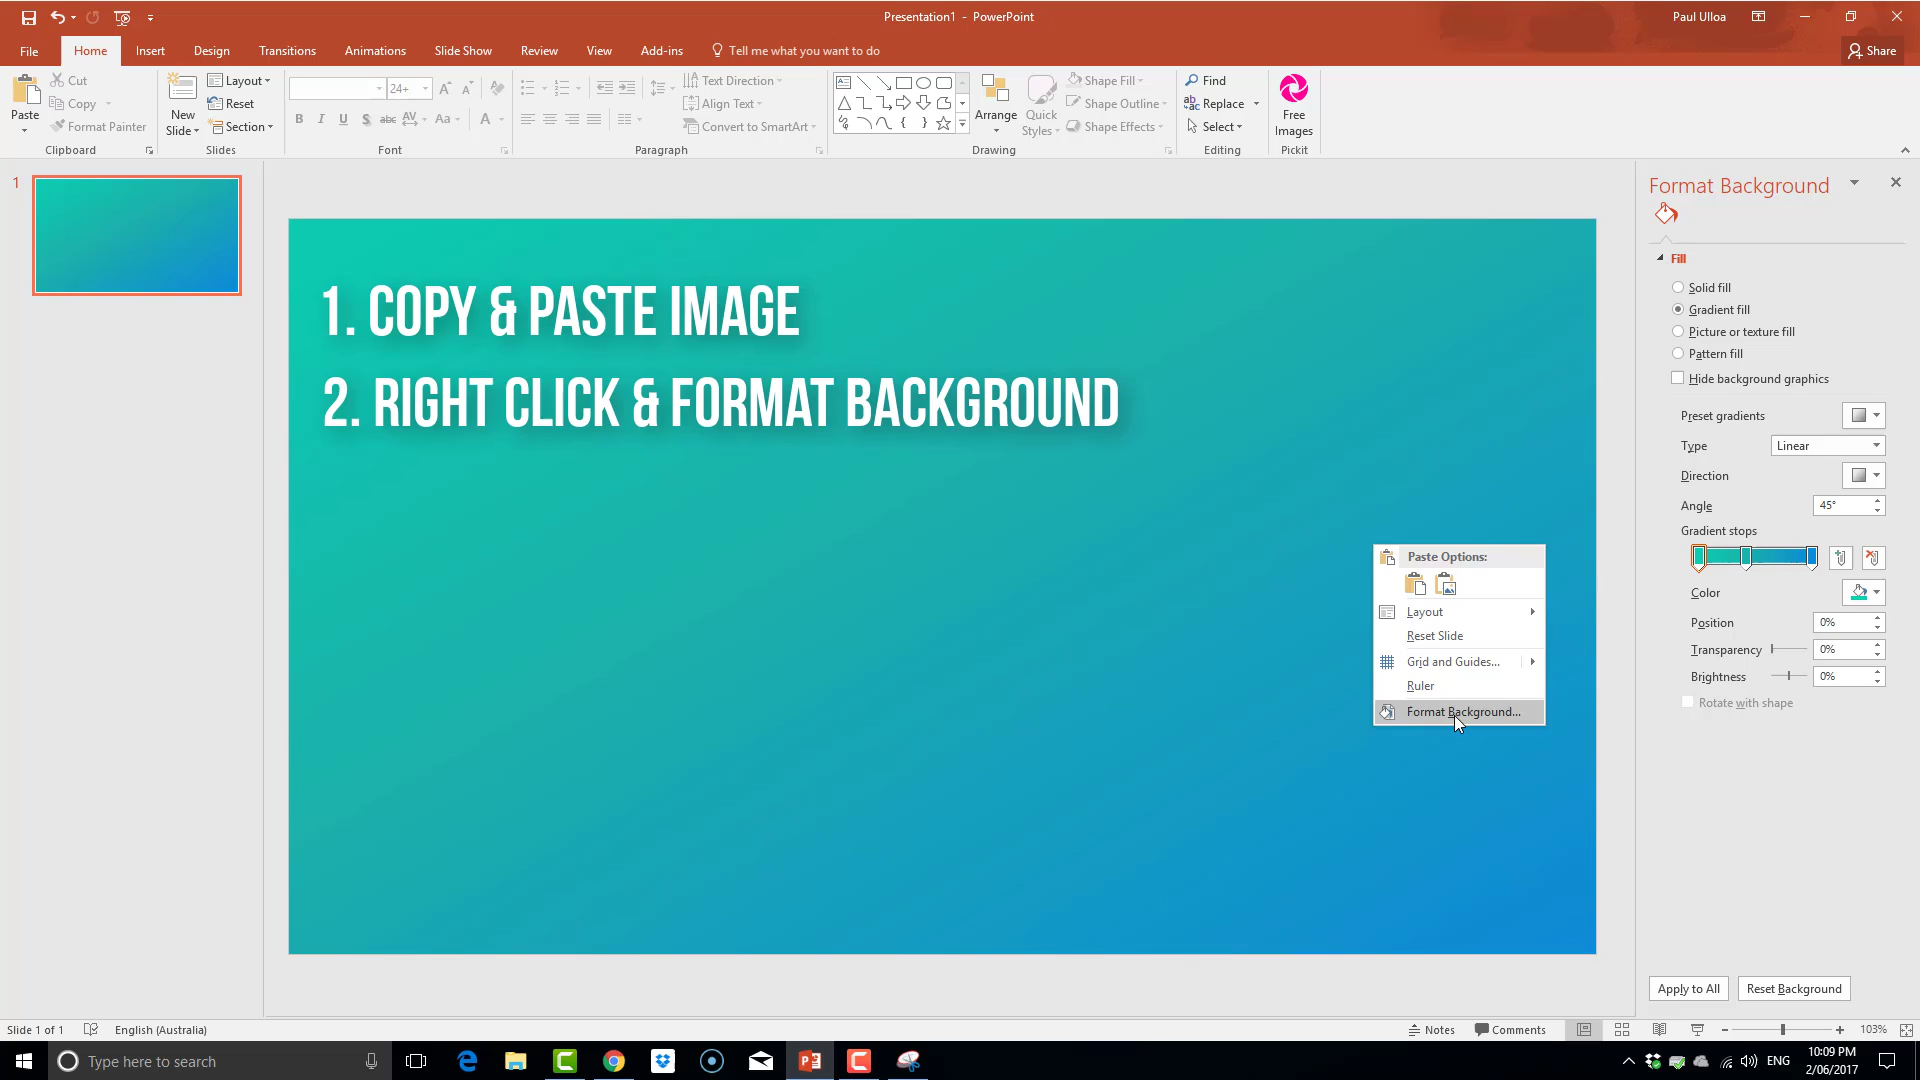 Presentation1 - PowerPoint
Paul Ulloa
File Home Insert Design Transitions Animations Slide Show Review View Add-ins Tell me what you want to do
Share
Paste
Cut
Copy
Format Painter
Clipboard
New Slide
Layout
Reset
Section
Slides
24+
B I U S abc AV Aa A
Font
Text Direction
Align Text
Convert to SmartArt
Paragraph
Arrange
Quick Styles
Shape Fill
Shape Outline
Shape Effects
Drawing
Find
Replace
Select
Editing
Free Images
Pickit
1
1. COPY & PASTE IMAGE
2. RIGHT CLICK & FORMAT BACKGROUND
Paste Options:
Layout
Reset Slide
Grid and Guides...
Ruler
Format Background...
Format Background
Fill
Solid fill
Gradient fill
Picture or texture fill
Pattern fill
Hide background graphics
Preset gradients
Type Linear
Direction
Angle 45°
Gradient stops
Color
Position 0%
Transparency 0%
Brightness 0%
Rotate with shape
Apply to All Reset Background
Slide 1 of 1 English (Australia)
Notes Comments 103%
Type here to search
ENG
10:09 PM
2/06/2017